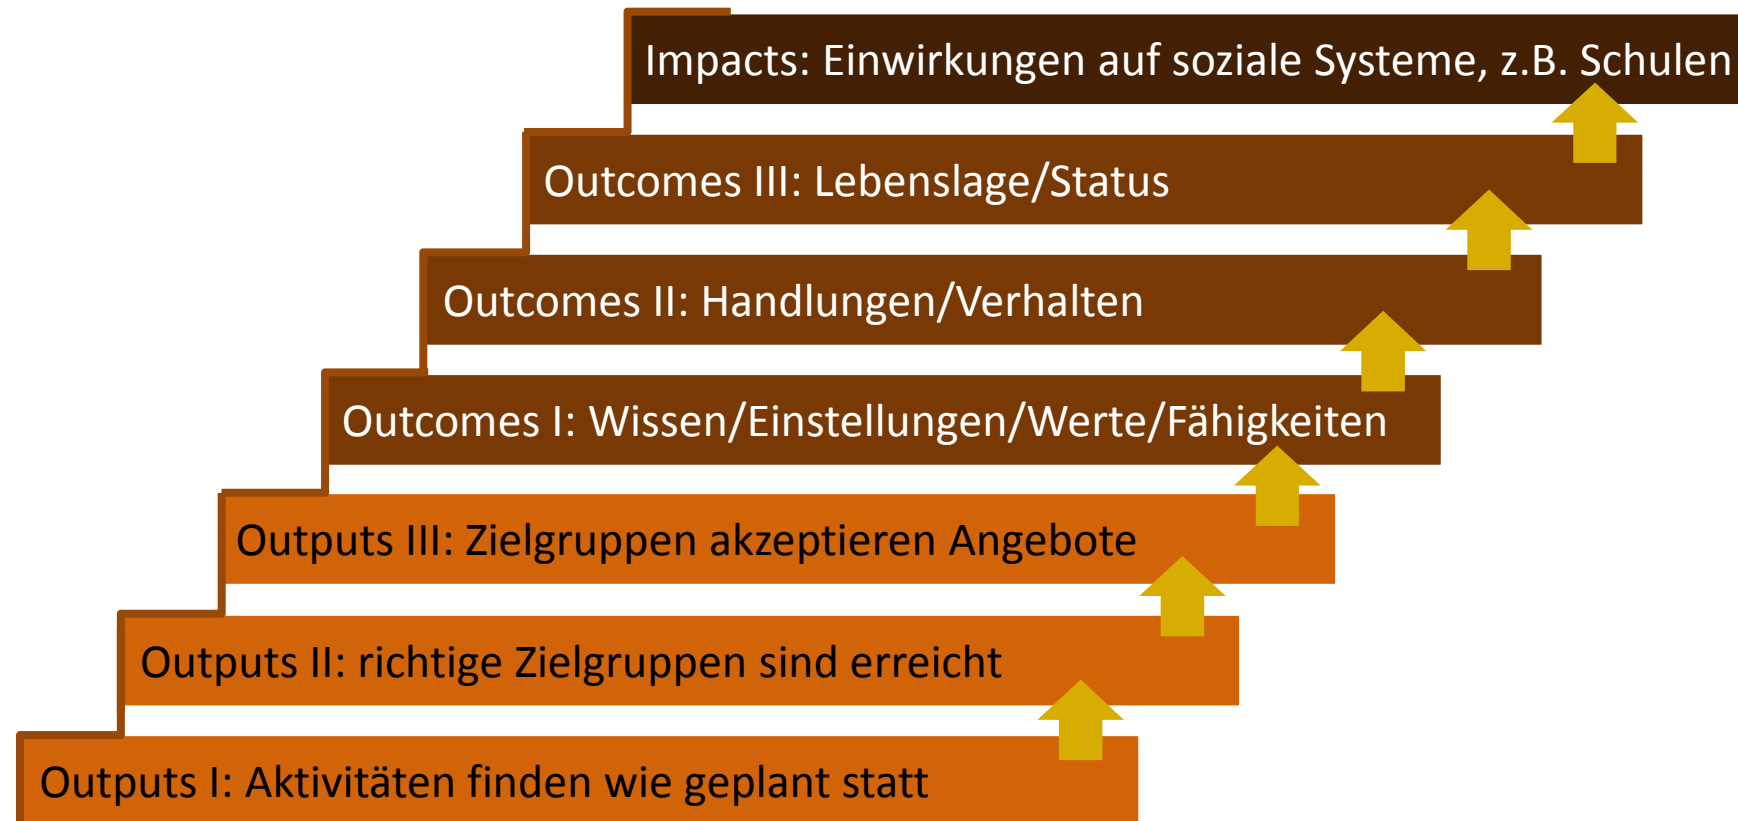 Impacts: Einwirkungen auf soziale Systeme, z.B. Schulen
Outcomes III: Lebenslage/Status
Outcomes II: Handlungen/Verhalten
Outcomes I: Wissen/Einstellungen/Werte/Fähigkeiten
Outputs III: Zielgruppen akzeptieren Angebote
Outputs II: richtige Zielgruppen sind erreicht
Outputs I: Aktivitäten finden wie geplant statt